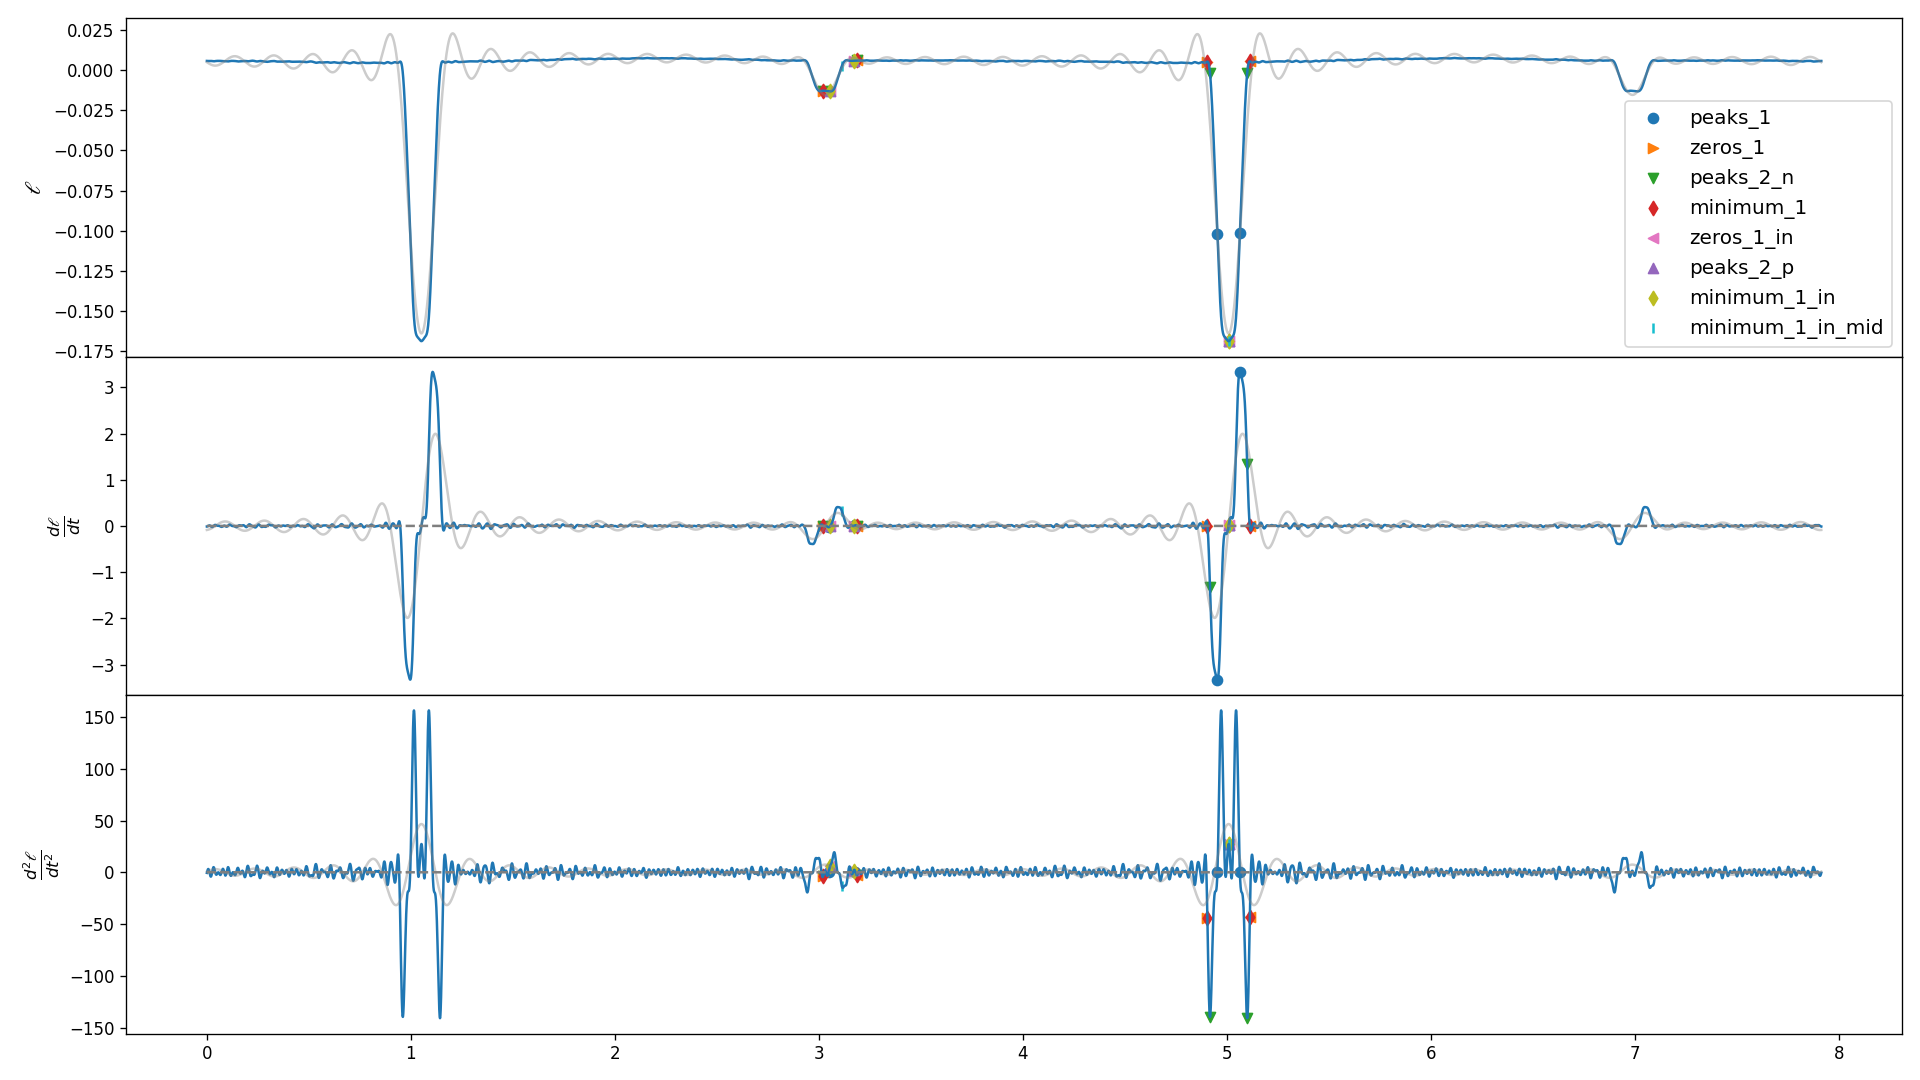 0.025
0.000
−0.025
−0.050
−0.075
−0.100
−0.125
−0.150
−0.175
ℓ
peaks_1
zeros_1
peaks_2_n
minimum_1
zeros_1_in
peaks_2_p
minimum_1_in
minimum_1_in_mid
3
2
1
0
−1
−2
−3
dℓ
dt
150
100
50
0
−50
−100
−150
d²ℓ
dt²
0 1 2 3 4 5 6 7 8